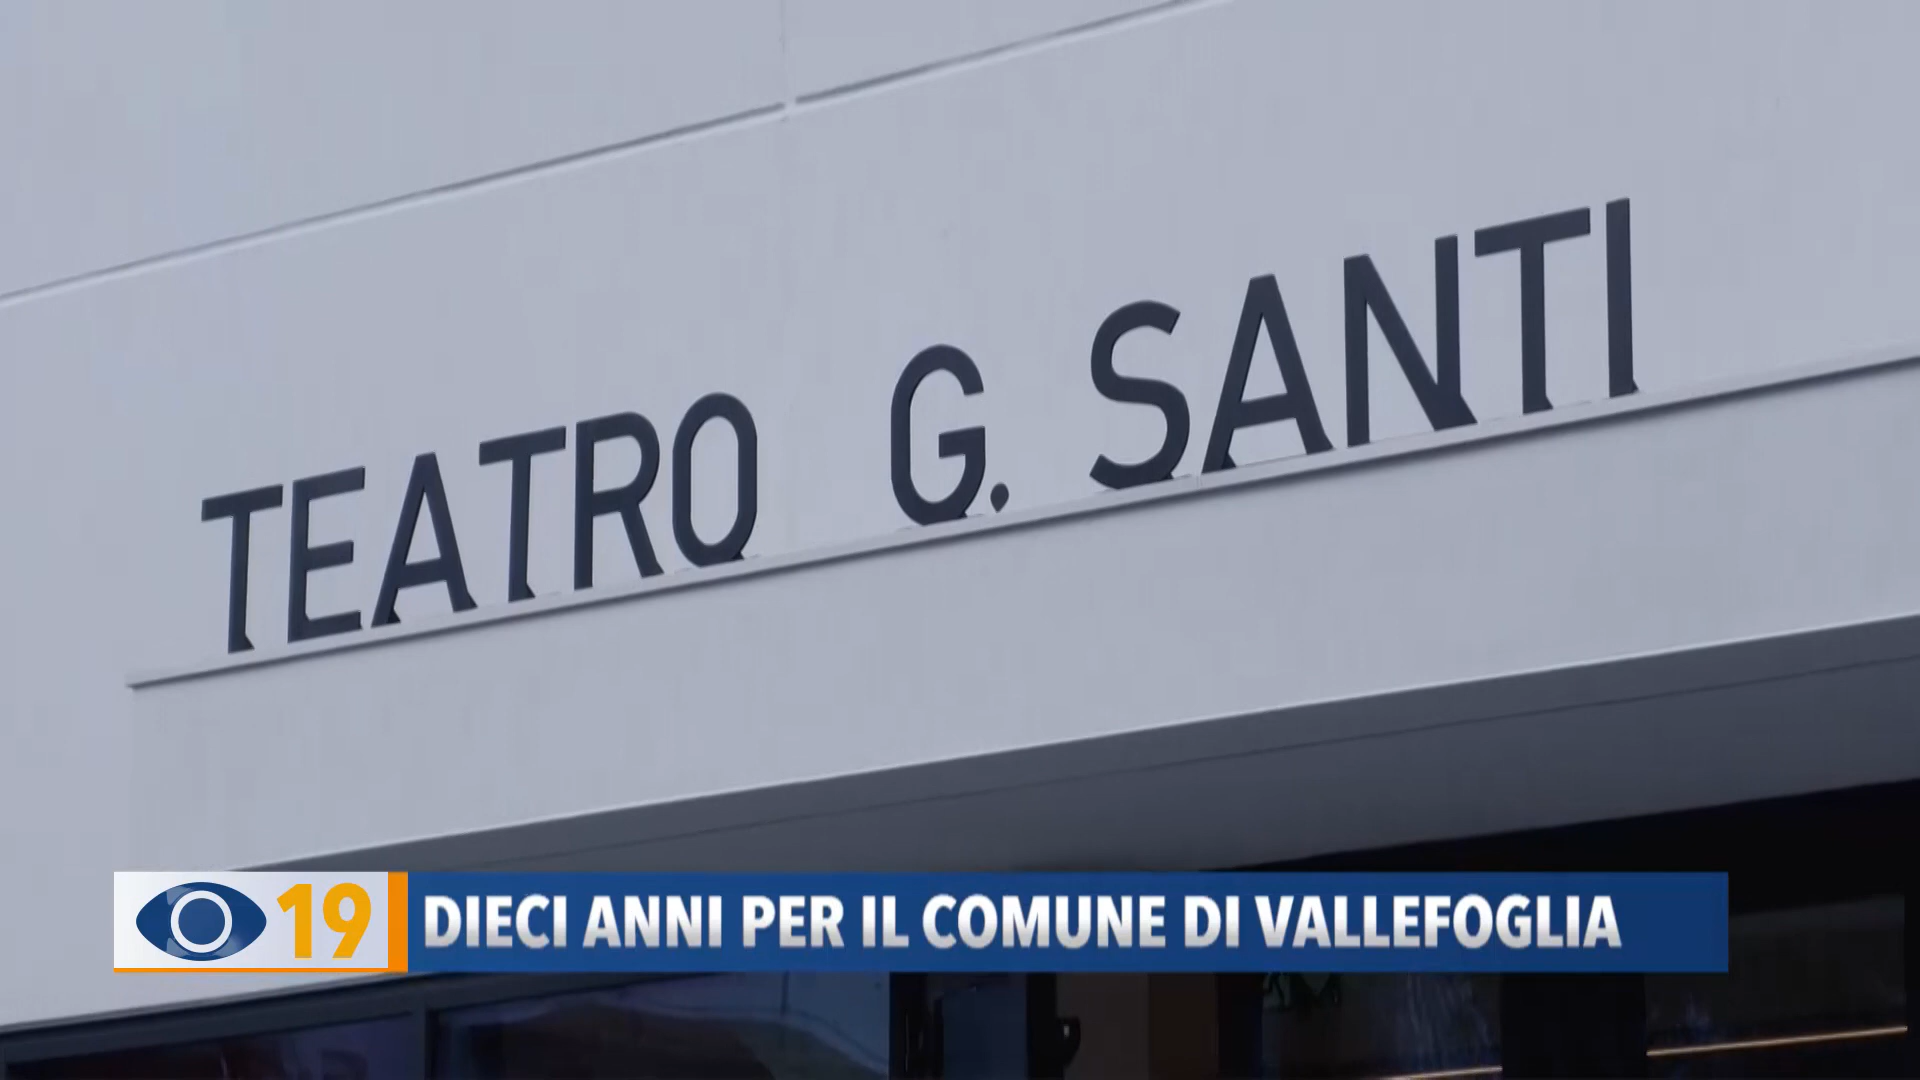 TEATRO G. SANTI
19 DIECI ANNI PER IL COMUNE DI VALLEFOGLIA